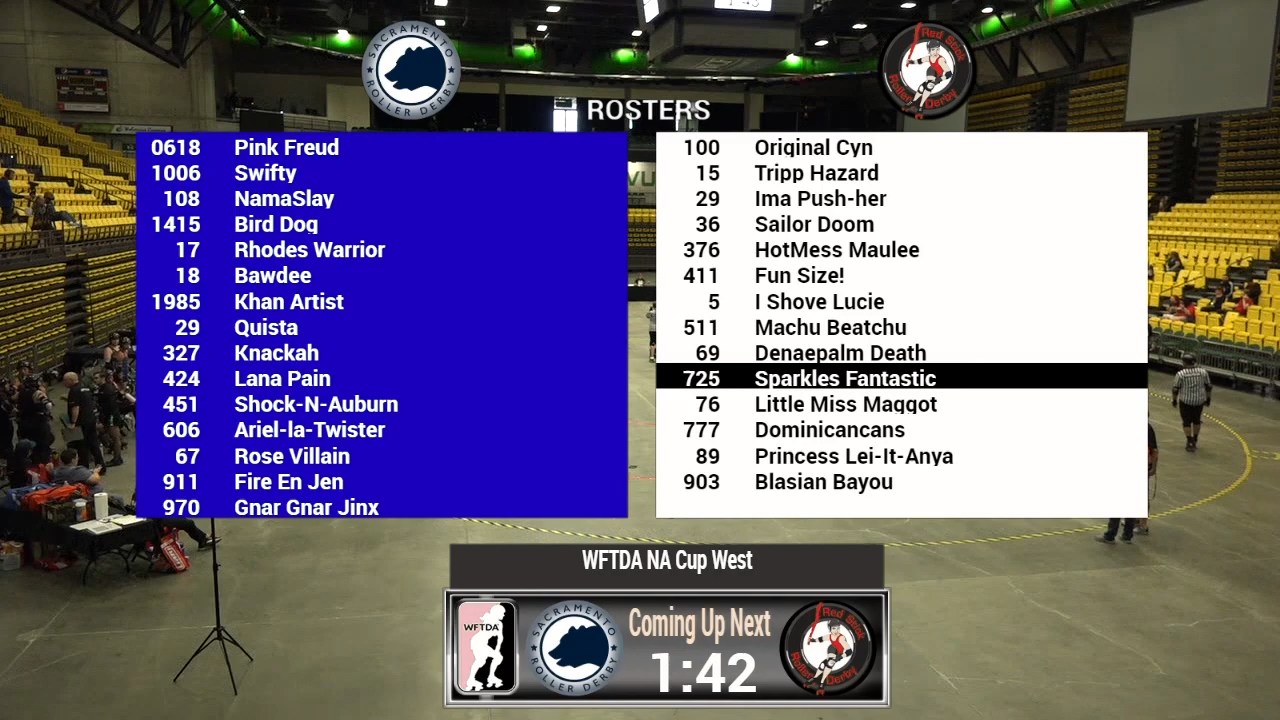 SACRAMENTO ROLLER DERBY
Red Stick Roller Derby
ROSTERS
0618 Pink Freud
1006 Swifty
108 NamaSlay
1415 Bird Dog
17 Rhodes Warrior
18 Bawdee
1985 Khan Artist
29 Quista
327 Knackah
424 Lana Pain
451 Shock-N-Auburn
606 Ariel-la-Twister
67 Rose Villain
911 Fire En Jen
970 Gnar Gnar Jinx
100 Original Cyn
15 Tripp Hazard
29 Ima Push-her
36 Sailor Doom
376 HotMess Maulee
411 Fun Size!
5 I Shove Lucie
511 Machu Beatchu
69 Denaepalm Death
725 Sparkles Fantastic
76 Little Miss Maggot
777 Dominicancans
89 Princess Lei-It-Anya
903 Blasian Bayou
WFTDA NA Cup West
WFTDA
SACRAMENTO ROLLER DERBY
Coming Up Next
1:42
Red Stick Roller Derby